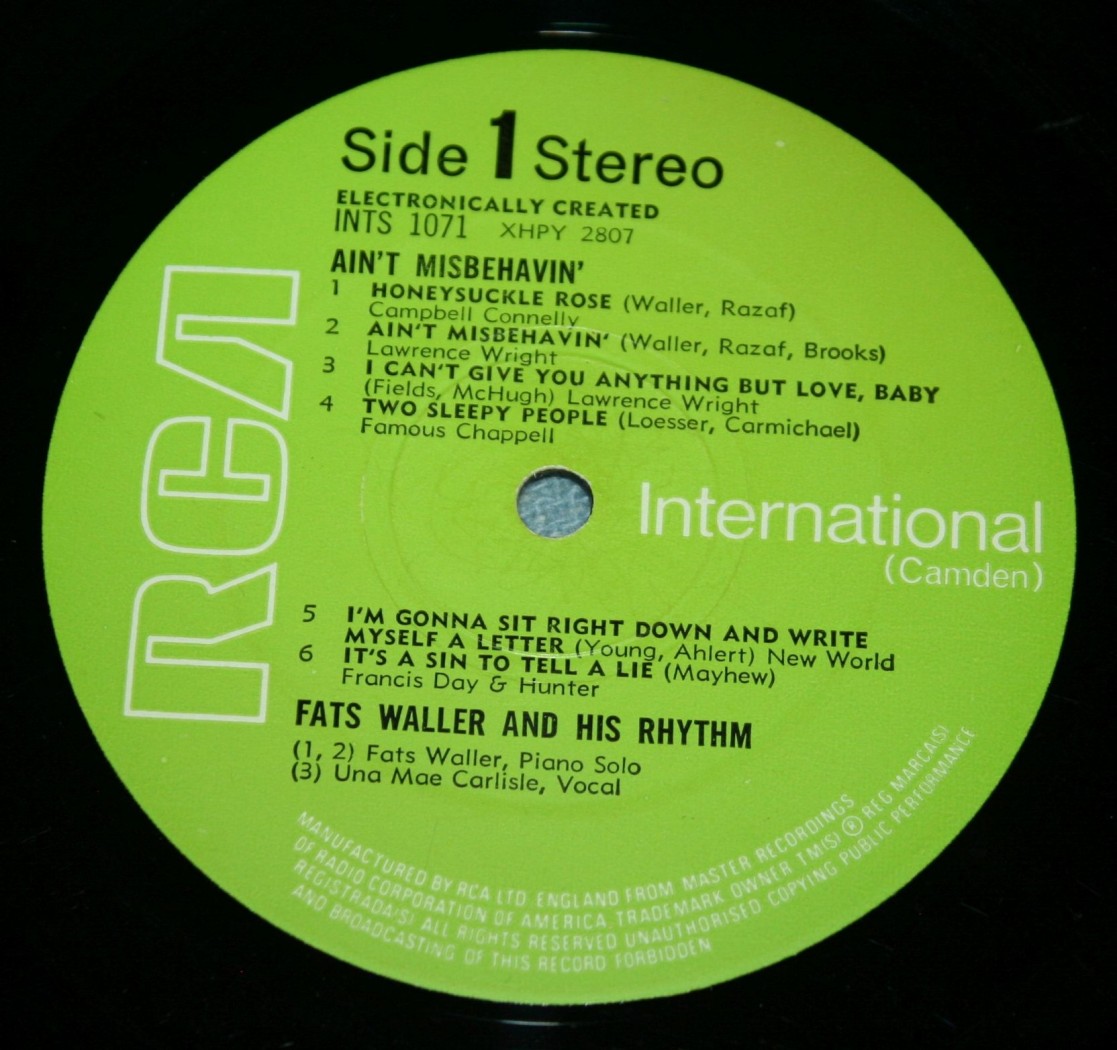 Side 1 Stereo
ELECTRONICALLY CREATED
INTS 1071 XHPY 2807
AIN'T MISBEHAVIN'
1 HONEYSUCKLE ROSE (Waller, Razaf)
Campbell Connelly
2 AIN'T MISBEHAVIN' (Waller, Razaf, Brooks)
Lawrence Wright
3 I CAN'T GIVE YOU ANYTHING BUT LOVE, BABY
(Fields, McHugh) Lawrence Wright
4 TWO SLEEPY PEOPLE (Loesser, Carmichael)
Famous Chappell
RCA
International
(Camden)
5 I'M GONNA SIT RIGHT DOWN AND WRITE
MYSELF A LETTER (Young, Ahlert) New World
6 IT'S A SIN TO TELL A LIE (Mayhew)
Francis Day & Hunter
FATS WALLER AND HIS RHYTHM
(1, 2) Fats Waller, Piano Solo
(3) Una Mae Carlisle, Vocal
MANUFACTURED BY RCA LTD ENGLAND FROM MASTER RECORDINGS
OF RADIO CORPORATION OF AMERICA TRADEMARK OWNER TM(S) ® REG MARCA(S)
REGISTRADA(S) ALL RIGHTS RESERVED UNAUTHORISED COPYING PUBLIC PERFORMANCE
AND BROADCASTING OF THIS RECORD FORBIDDEN